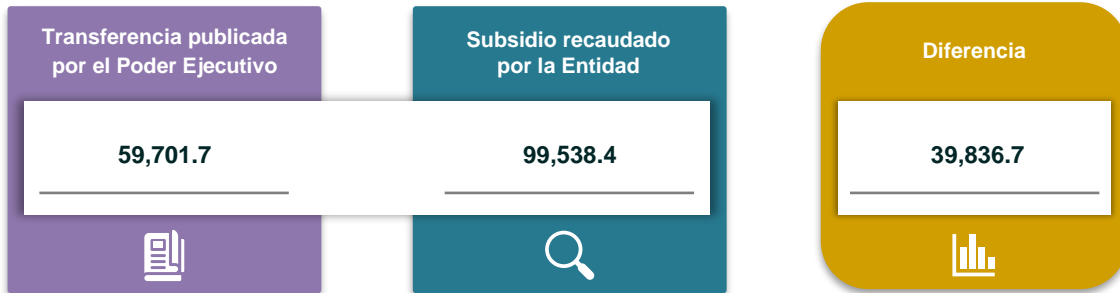 Transferencia publicada
por el Poder Ejecutivo
59,701.7
Subsidio recaudado
por la Entidad
99,538.4
Diferencia
39,836.7